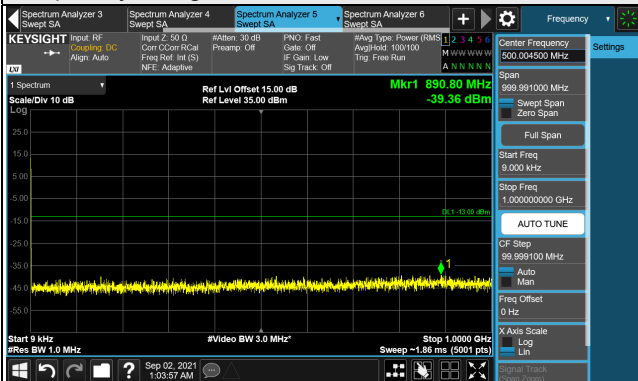 Spectrum Analyzer 3
Swept SA
Spectrum Analyzer 4
Swept SA
Spectrum Analyzer 5
Swept SA
Spectrum Analyzer 6
Swept SA
+
Frequency
KEYSIGHT
Input: RF
Coupling: DC
Align: Auto
Input Z: 50 Ω
Corr CCorr RCal
Freq Ref: Int (S)
NFE: Adaptive
#Atten: 30 dB
Preamp: Off
PNO: Fast
Gate: Off
IF Gain: Low
Sig Track: Off
#Avg Type: Power (RMS
Avg|Hold: 100/100
Trig: Free Run
1 2 3 4 5 6
M W W W W W
A N N N N N
LXI
1 Spectrum
Scale/Div 10 dB
Ref Lvl Offset 15.00 dB
Ref Level 35.00 dBm
Mkr1 890.80 MHz
-39.36 dBm
Log
25.0
15.0
5.00
-5.00
-15.0
-25.0
-35.0
-45.0
-55.0
DL1 -13.00 dBm
1
Start 9 kHz
#Res BW 1.0 MHz
#Video BW 3.0 MHz*
Stop 1.0000 GHz
Sweep ~1.86 ms (5001 pts)
Center Frequency
500.004500 MHz
Settings
Span
999.991000 MHz
Swept Span
Zero Span
Full Span
Start Freq
9.000 kHz
Stop Freq
1.000000000 GHz
AUTO TUNE
CF Step
99.999100 MHz
Auto
Man
Freq Offset
0 Hz
X Axis Scale
Log
Lin
Signal Track
(Span Zoom)
?
Sep 02, 2021
1:03:57 AM